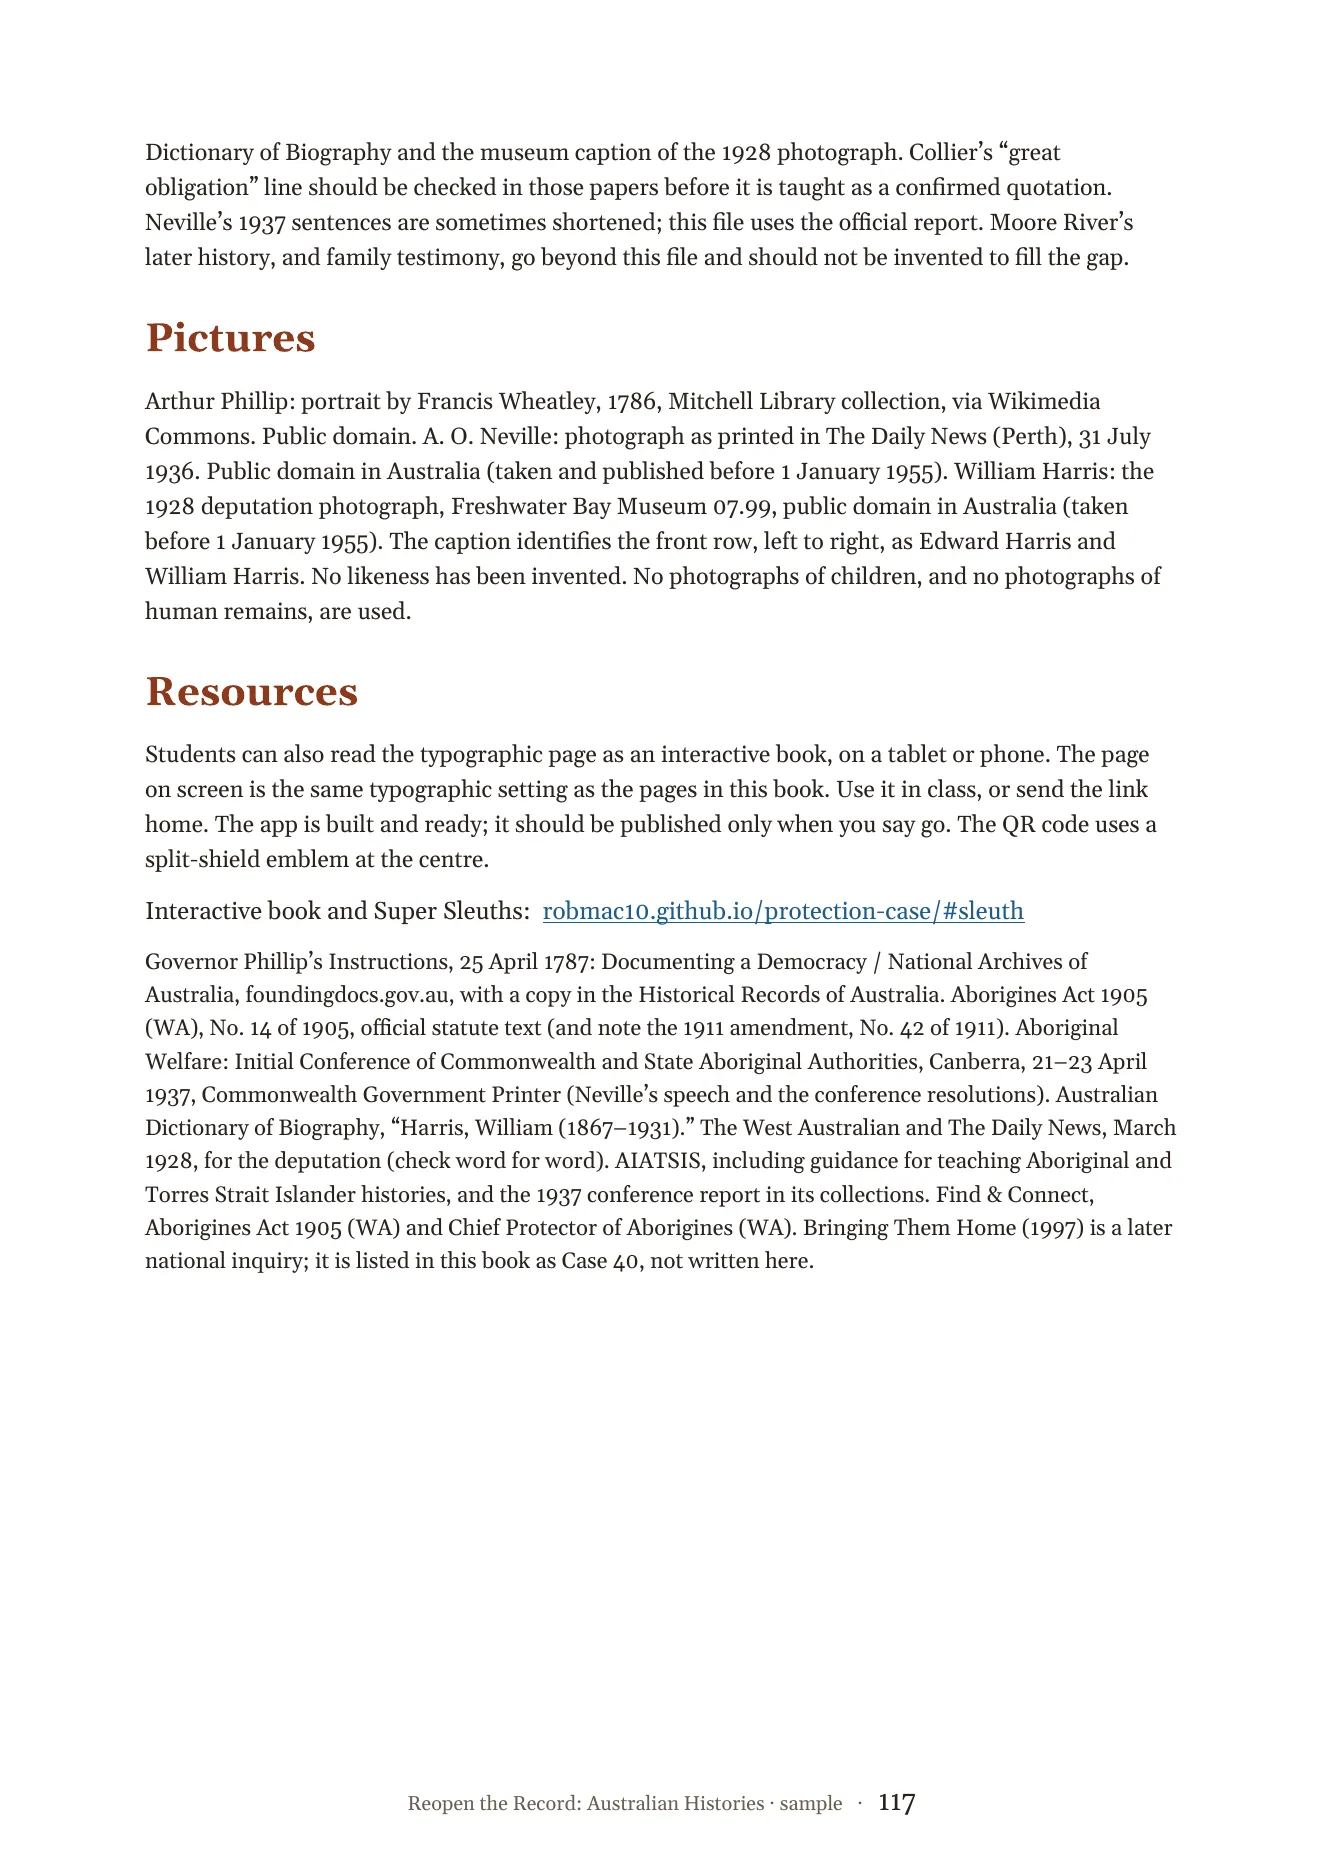 Dictionary of Biography and the museum caption of the 1928 photograph. Collier’s “great
obligation” line should be checked in those papers before it is taught as a confirmed quotation.
Neville’s 1937 sentences are sometimes shortened; this file uses the official report. Moore River’s
later history, and family testimony, go beyond this file and should not be invented to fill the gap.
Pictures
Arthur Phillip: portrait by Francis Wheatley, 1786, Mitchell Library collection, via Wikimedia
Commons. Public domain. A. O. Neville: photograph as printed in The Daily News (Perth), 31 July
1936. Public domain in Australia (taken and published before 1 January 1955). William Harris: the
1928 deputation photograph, Freshwater Bay Museum 07.99, public domain in Australia (taken
before 1 January 1955). The caption identifies the front row, left to right, as Edward Harris and
William Harris. No likeness has been invented. No photographs of children, and no photographs of
human remains, are used.
Resources
Students can also read the typographic page as an interactive book, on a tablet or phone. The page
on screen is the same typographic setting as the pages in this book. Use it in class, or send the link
home. The app is built and ready; it should be published only when you say go. The QR code uses a
split-shield emblem at the centre.
Interactive book and Super Sleuths: robmac10.github.io/protection-case/#sleuth
Governor Phillip’s Instructions, 25 April 1787: Documenting a Democracy / National Archives of
Australia, foundingdocs.gov.au, with a copy in the Historical Records of Australia. Aborigines Act 1905
(WA), No. 14 of 1905, official statute text (and note the 1911 amendment, No. 42 of 1911). Aboriginal
Welfare: Initial Conference of Commonwealth and State Aboriginal Authorities, Canberra, 21–23 April
1937, Commonwealth Government Printer (Neville’s speech and the conference resolutions). Australian
Dictionary of Biography, “Harris, William (1867–1931).” The West Australian and The Daily News, March
1928, for the deputation (check word for word). AIATSIS, including guidance for teaching Aboriginal and
Torres Strait Islander histories, and the 1937 conference report in its collections. Find & Connect,
Aborigines Act 1905 (WA) and Chief Protector of Aborigines (WA). Bringing Them Home (1997) is a later
national inquiry; it is listed in this book as Case 40, not written here.
Reopen the Record: Australian Histories · sample · 117